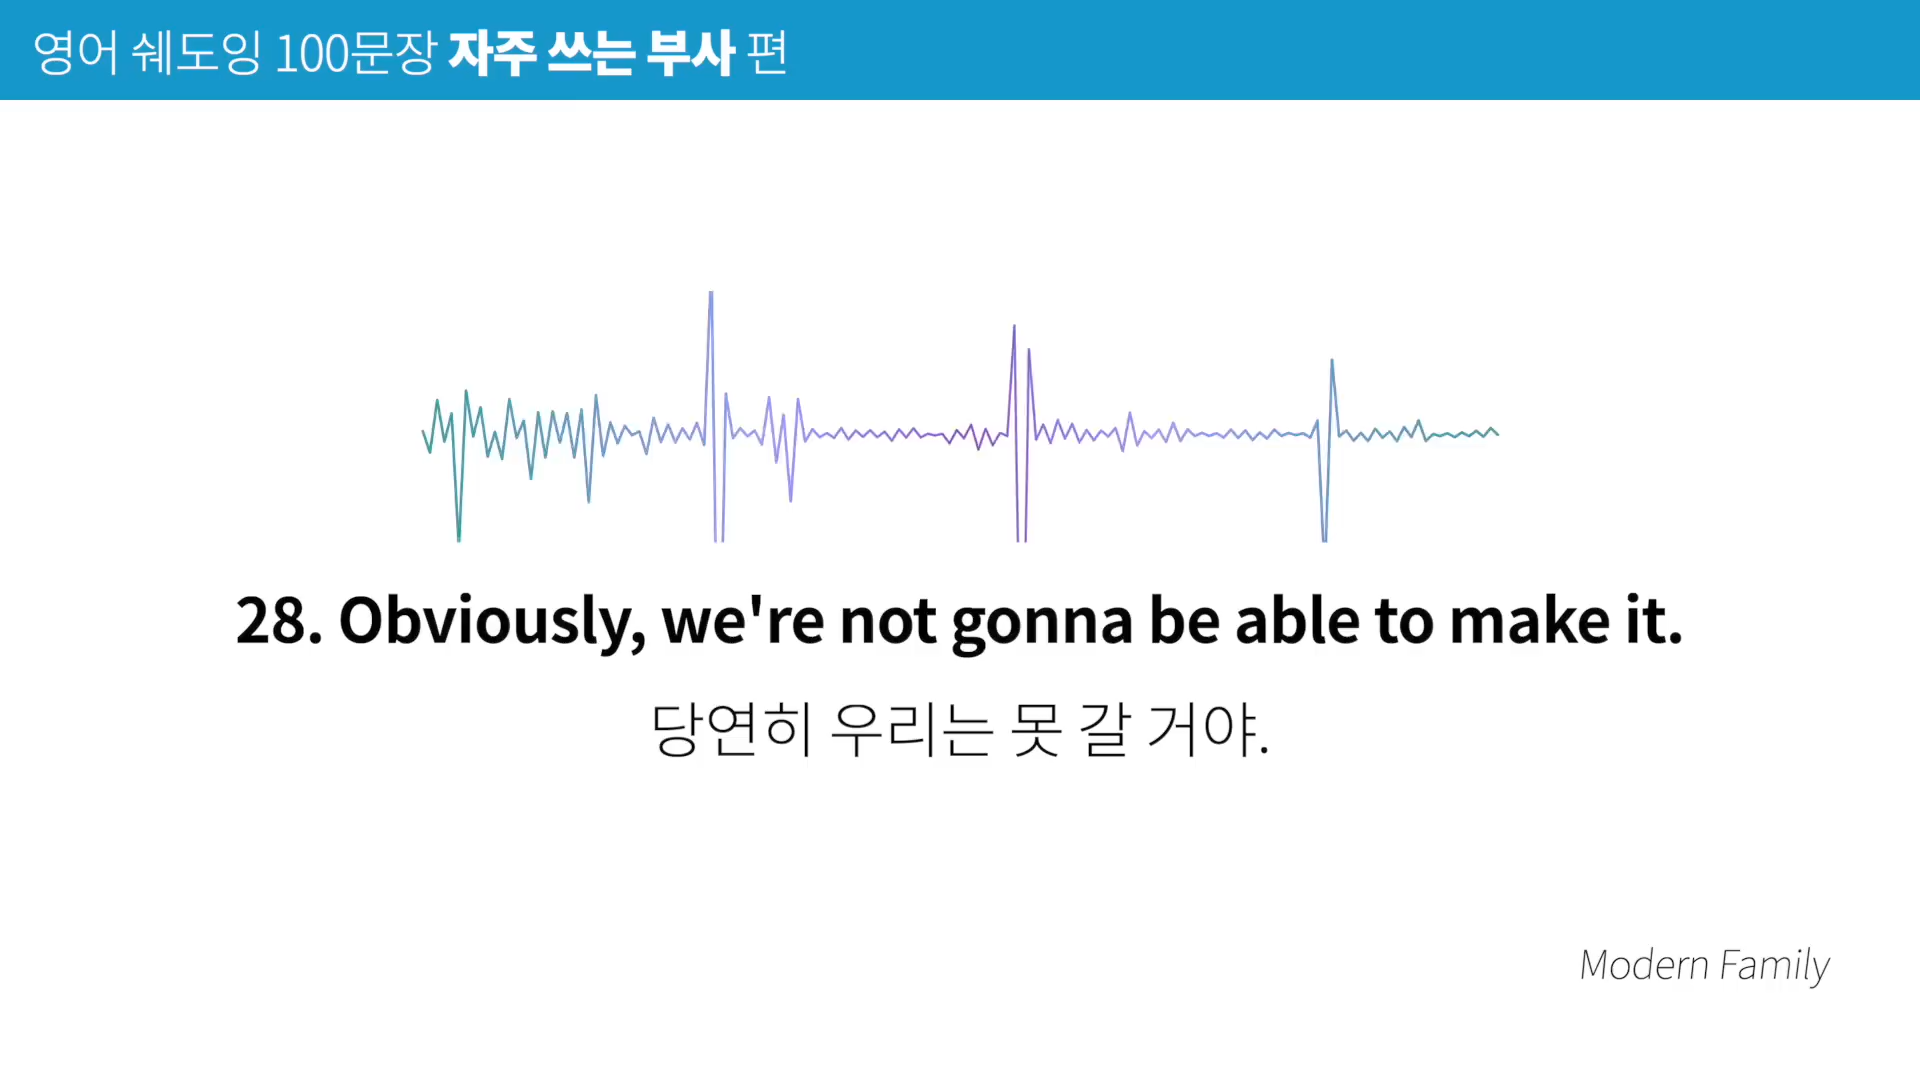 영어 쉐도잉 100문장 자주 쓰는 부사 편
28. Obviously, we're not gonna be able to make it.
당연히 우리는 못 갈 거야.
Modern Family